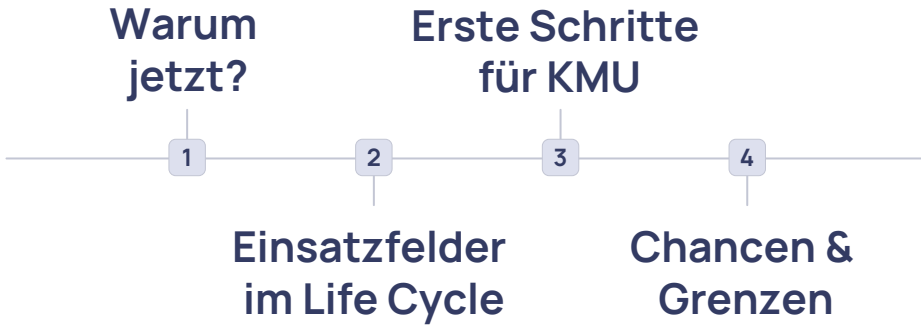 Warum
jetzt?
Erste Schritte
für KMU
1
2
3
4
Einsatzfelder
im Life Cycle
Chancen &
Grenzen